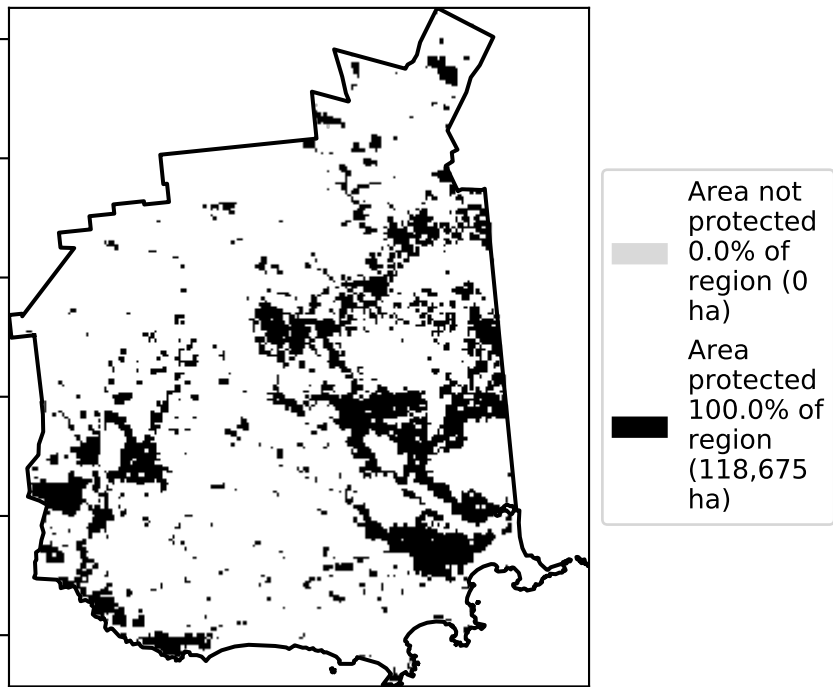 Area not
protected
0.0% of
region (0
ha)
Area
protected
100.0% of
region
(118,675
ha)